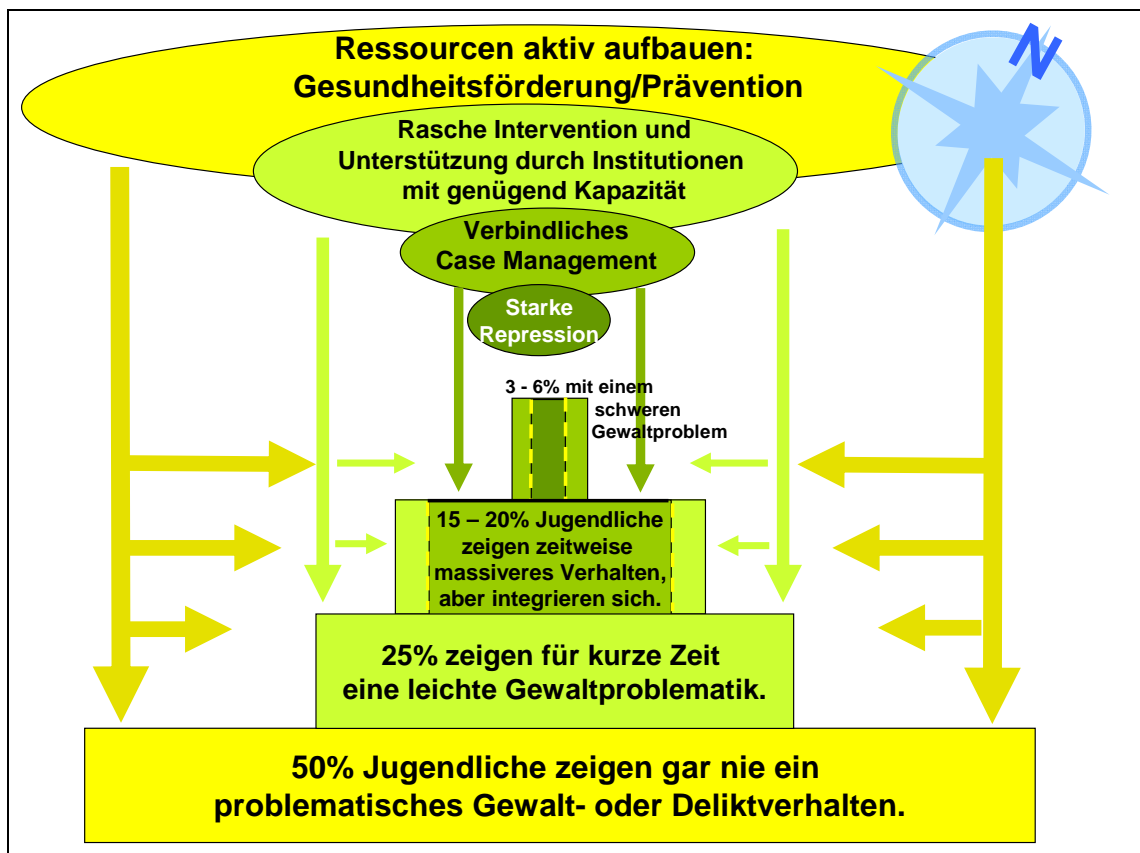 Ressourcen aktiv aufbauen:
Gesundheitsförderung/Prävention
N
Rasche Intervention und
Unterstützung durch Institutionen
mit genügend Kapazität
Verbindliches
Case Management
Starke
Repression
3 - 6% mit einem
schweren
Gewaltproblem
15 – 20% Jugendliche
zeigen zeitweise
massiveres Verhalten,
aber integrieren sich.
25% zeigen für kurze Zeit
eine leichte Gewaltproblematik.
50% Jugendliche zeigen gar nie ein
problematisches Gewalt- oder Deliktverhalten.